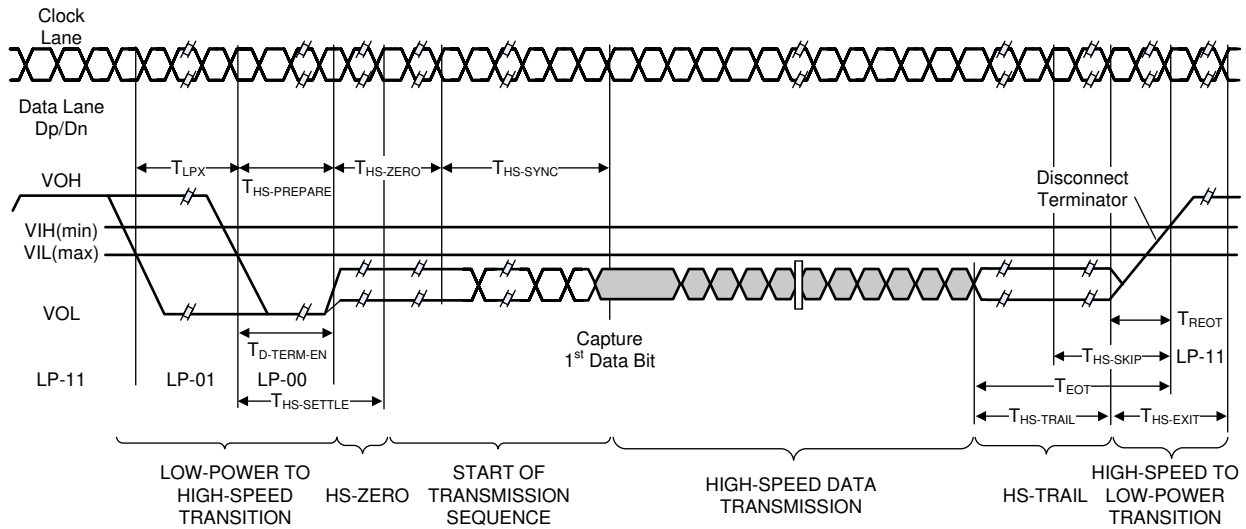 Clock
Lane
Data Lane
Dp/Dn
TLPX
THS-PREPARE
THS-ZERO
THS-SYNC
Disconnect
Terminator
VOH
VIH(min)
VIL(max)
VOL
TD-TERM-EN
Capture
1st Data Bit
TREOT
THS-SKIP
LP-11
TEOT
LP-11
LP-01
LP-00
THS-SETTLE
THS-TRAIL
THS-EXIT
LOW-POWER TO
HIGH-SPEED
TRANSITION
HS-ZERO
START OF
TRANSMISSION
SEQUENCE
HIGH-SPEED DATA
TRANSMISSION
HS-TRAIL
HIGH-SPEED TO
LOW-POWER
TRANSITION